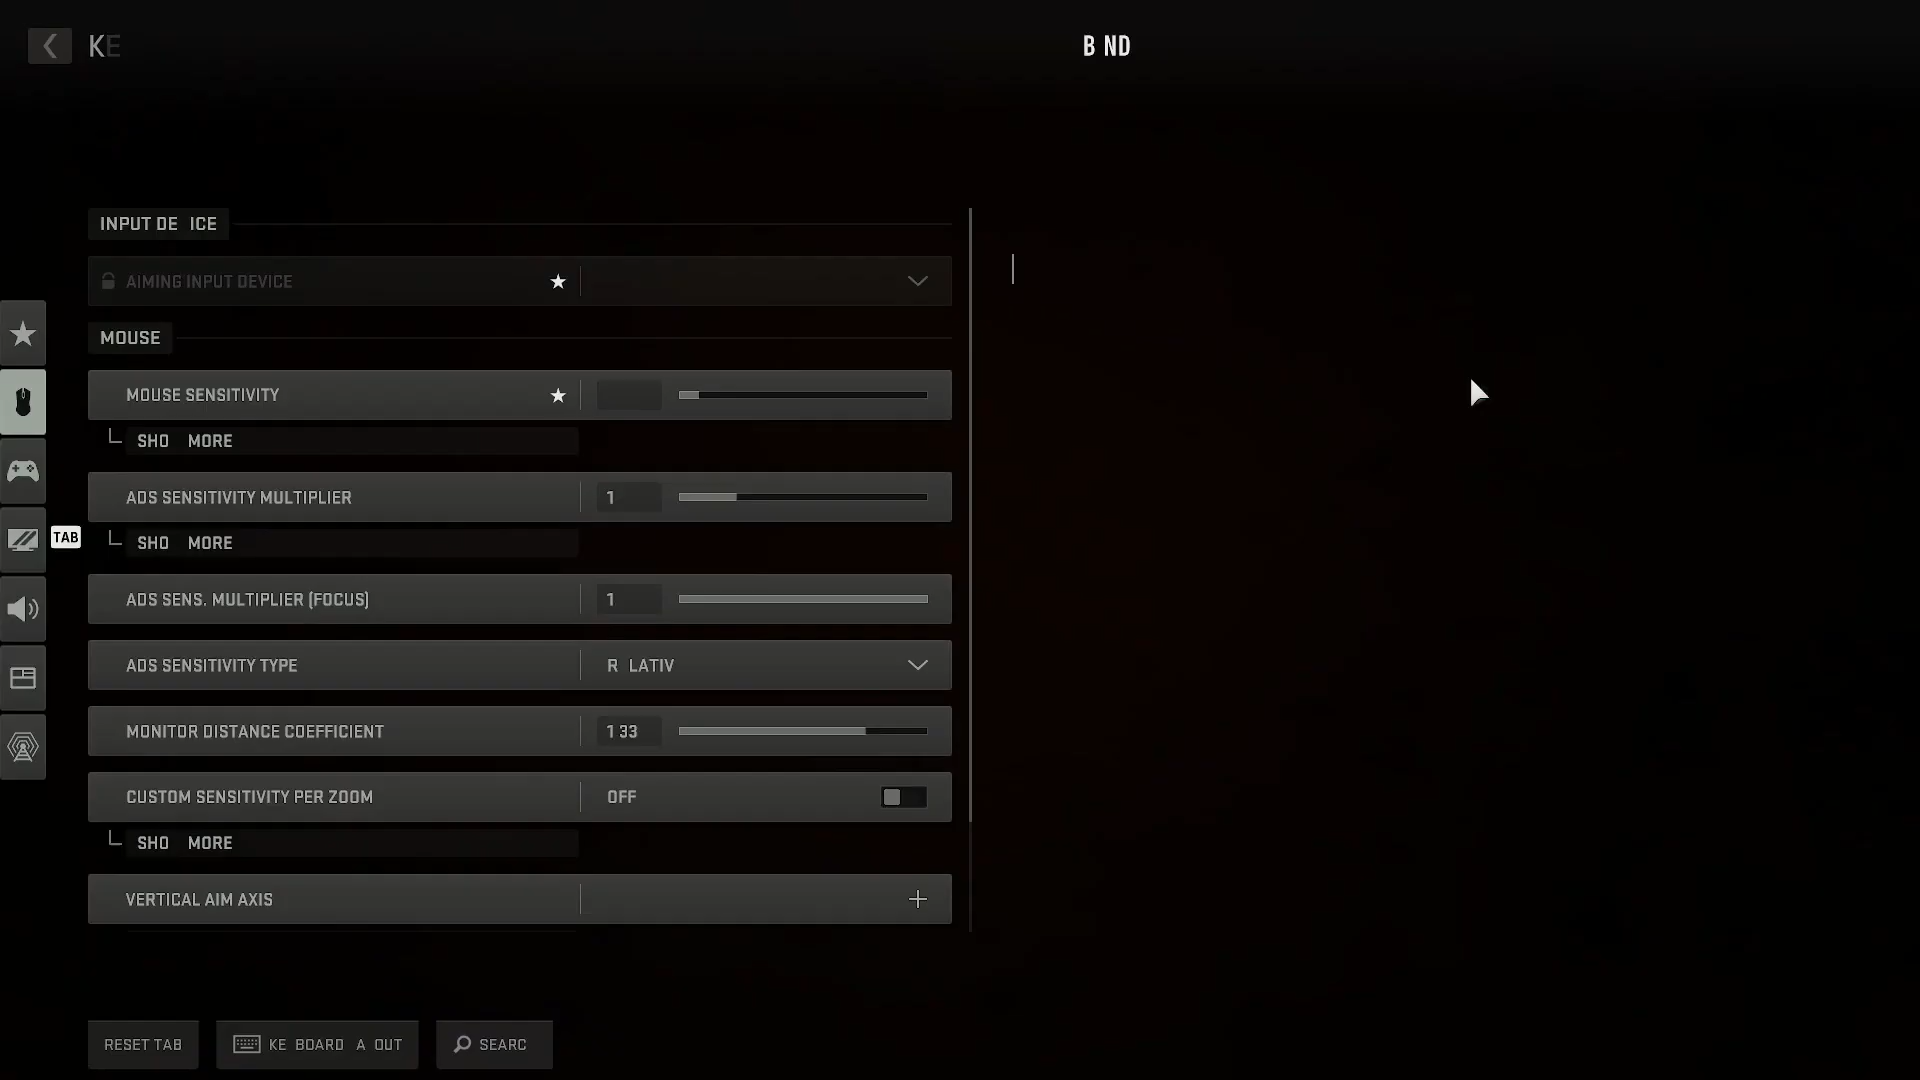 KE
B ND
INPUT DE ICE
AIMING INPUT DEVICE
MOUSE
MOUSE SENSITIVITY
SHO MORE
ADS SENSITIVITY MULTIPLIER 1
SHO MORE
TAB
ADS SENS. MULTIPLIER (FOCUS) 1
ADS SENSITIVITY TYPE R LATIV
MONITOR DISTANCE COEFFICIENT 1 33
CUSTOM SENSITIVITY PER ZOOM OFF
SHO MORE
VERTICAL AIM AXIS
RESET TAB KE BOARD A OUT SEARC